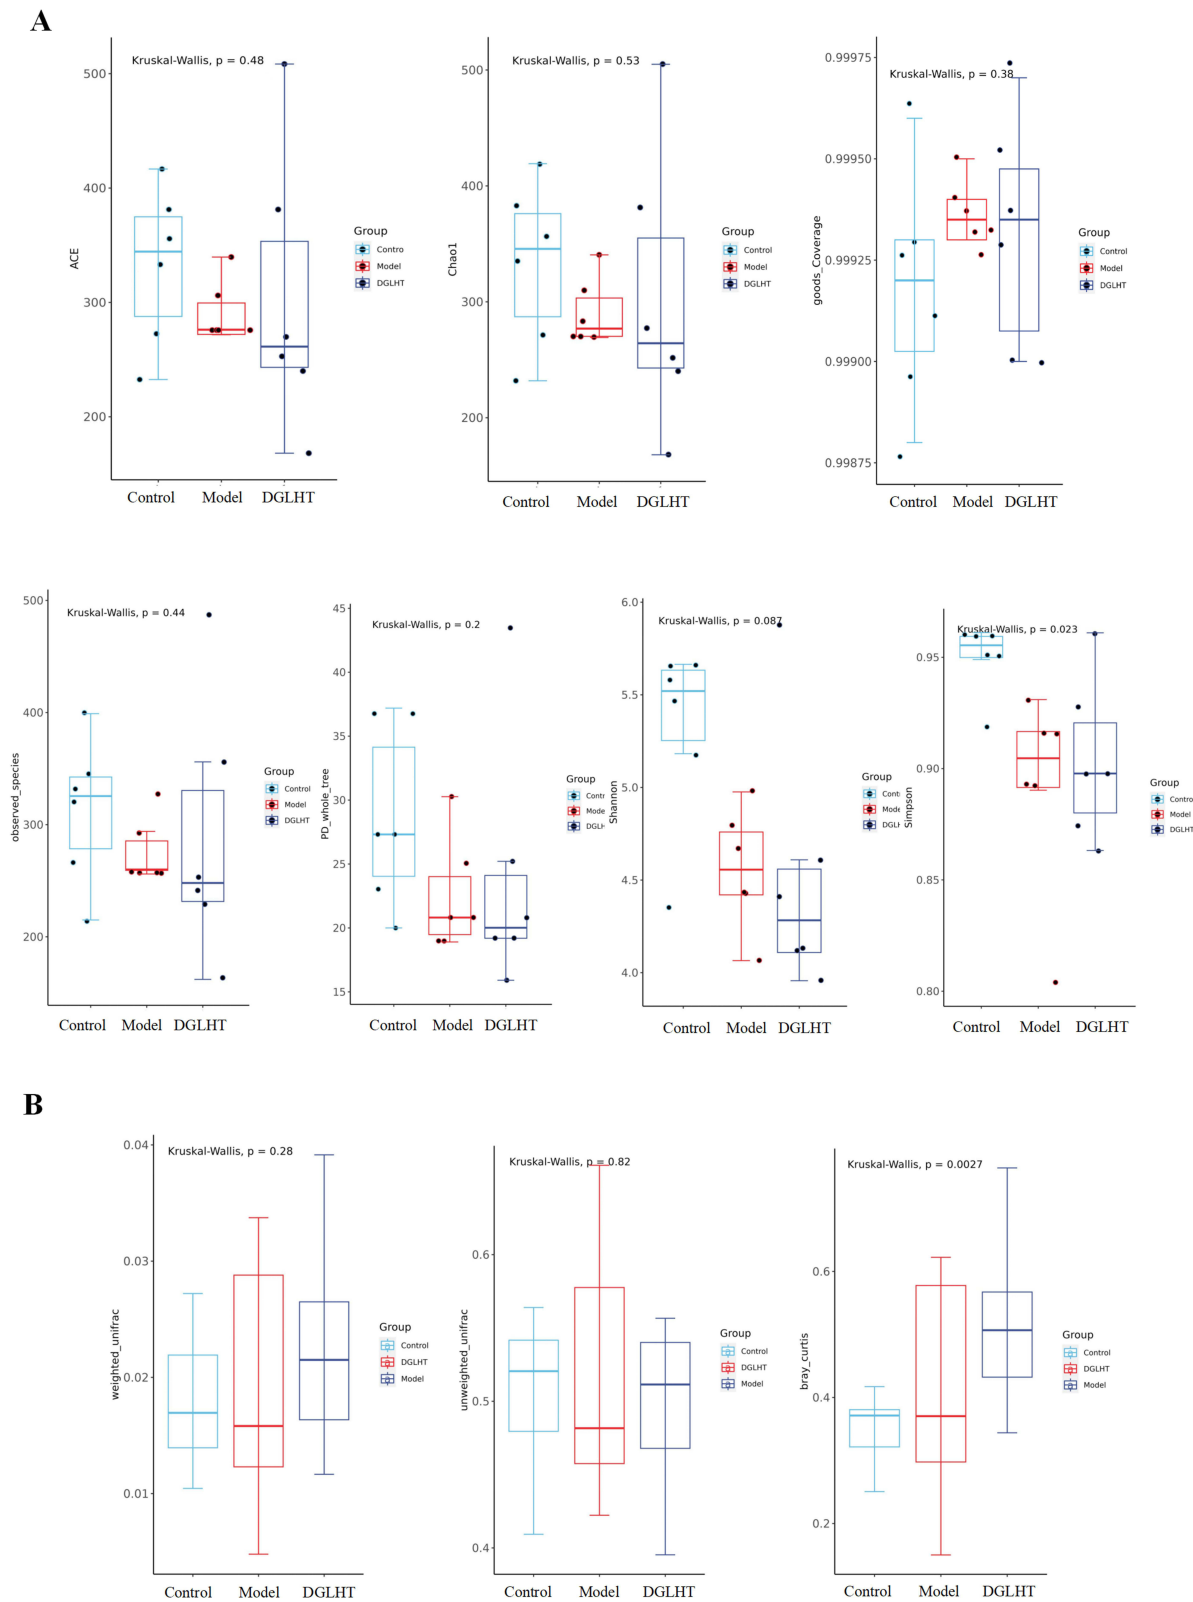 A
Kruskal-Wallis, p = 0.48
500
400
300
200
ACE
Control
Model
DGLHT
Group
Contro
Model
DGLHT
Kruskal-Wallis, p = 0.53
500
400
300
200
Chao1
Control
Model
DGLHT
Group
Control
Model
DGLHT
Kruskal-Wallis, p = 0.38
0.99975
0.99950
0.99925
0.99900
0.99875
goods_Coverage
Control
Model
DGLHT
Group
Control
Model
DGLHT
Kruskal-Wallis, p = 0.44
500
400
300
200
observed_species
Control
Model
DGLHT
Group
Control
Model
DGLHT
Kruskal-Wallis, p = 0.2
45
40
35
30
25
20
15
PD_whole_tree
Control
Model
DGLHT
Group
Contr
Mode
DGLH
Kruskal-Wallis, p = 0.087
6.0
5.5
5.0
4.5
4.0
Shannon
Control
Model
DGLHT
Group
Cont
Mode
DGLH
Kruskal-Wallis, p = 0.023
0.95
0.90
0.85
0.80
Simpson
Control
Model
DGLHT
Group
Contro
Model
DGLHT
B
Kruskal-Wallis, p = 0.28
0.04
0.03
0.02
0.01
weighted_unifrac
Control
Model
DGLHT
Group
Control
DGLHT
Model
Kruskal-Wallis, p = 0.82
0.6
0.5
0.4
unweighted_unifrac
Control
Model
DGLHT
Group
Control
DGLHT
Model
Kruskal-Wallis, p = 0.0027
0.6
0.4
0.2
bray_curtis
Control
Model
DGLHT
Group
Control
DGLHT
Model